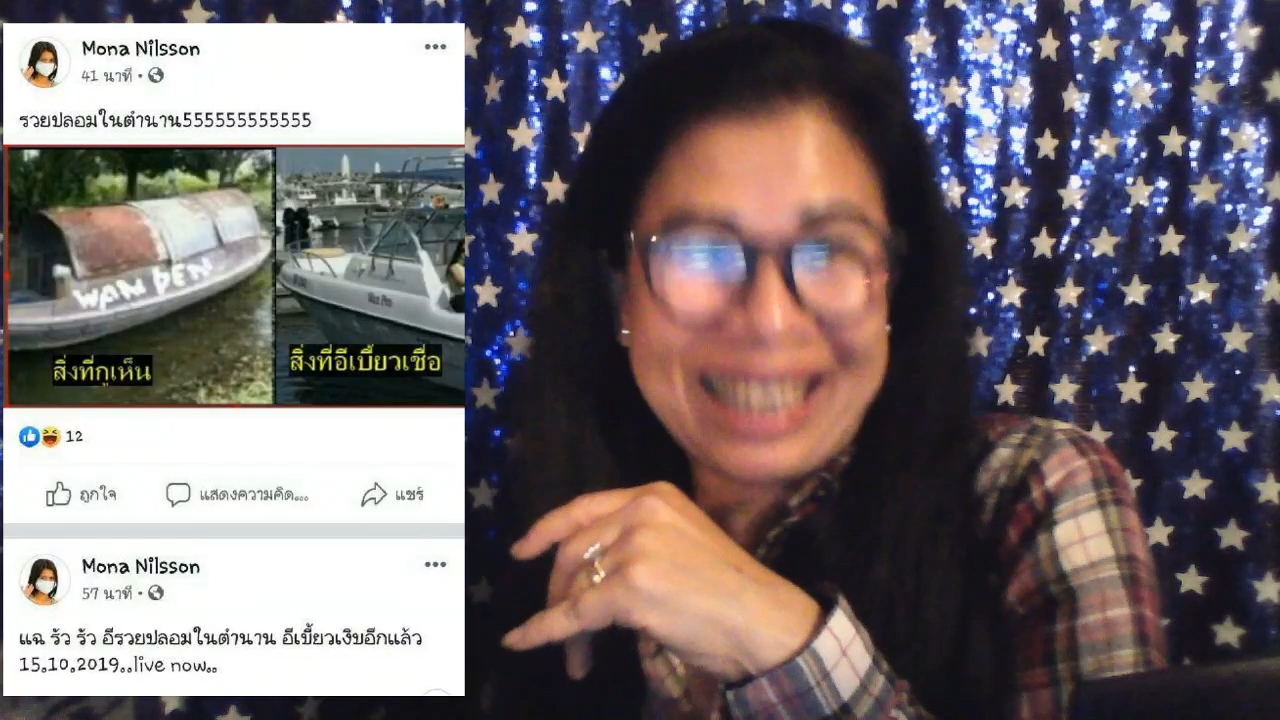 Mona Nilsson
41 นาที
รวยปลอมในตำนาน555555555555
WAN PEN
สิ่งที่กูเห็น
สิ่งที่อีเบี้ยวเชื่อ
12
ถูกใจ
แสดงความคิด...
แชร์
Mona Nilsson
57 นาที
แฉ รัว รัว อีรวยปลอมในตำนาน อีเบี้ยวเงิบอีกแล้ว
15.10.2019..live now..